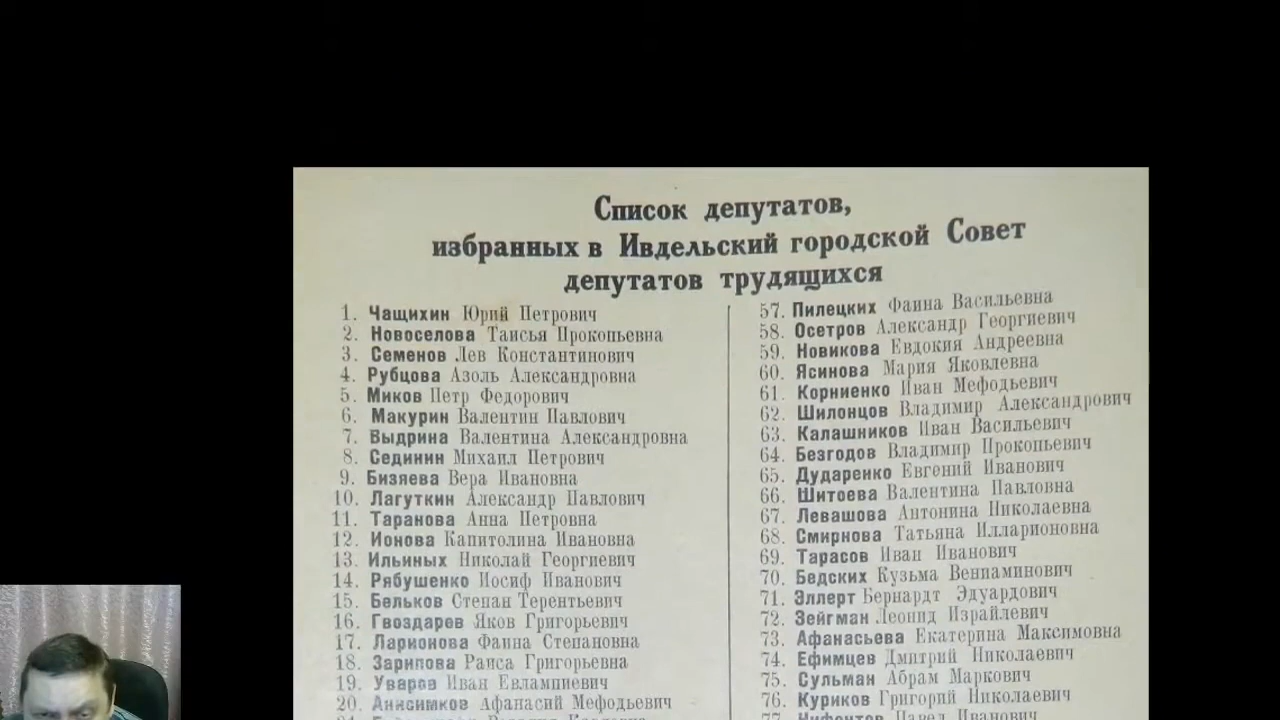 Список депутатов,
избранных в Ивдельский городской Совет
депутатов трудящихся
1. Чащихин Юрий Петрович
2. Новоселова Таисья Прокопьевна
3. Семенов Лев Константинович
4. Рубцова Азоль Александровна
5. Миков Петр Федорович
6. Макурин Валентин Павлович
7. Выдрина Валентина Александровна
8. Сединин Михаил Петрович
9. Бизяева Вера Ивановна
10. Лагуткин Александр Павлович
11. Таранова Анна Петровна
12. Ионова Капитолина Ивановна
13. Ильиных Николай Георгиевич
14. Рябушенко Иосиф Иванович
15. Бельков Степан Терентьевич
16. Гвоздарев Яков Григорьевич
17. Ларионова Фаина Степановна
18. Зарипова Раиса Григорьевна
19. Уваров Иван Евлампиевич
20. Анисимков Афанасий Мефодьевич
57. Пилецких Фаина Васильевна
58. Осетров Александр Георгиевич
59. Новикова Евдокия Андреевна
60. Ясинова Мария Яковлевна
61. Корниенко Иван Мефодьевич
62. Шилонцов Владимир Александрович
63. Калашников Иван Васильевич
64. Безгодов Владимир Прокопьевич
65. Дударенко Евгений Иванович
66. Шитоева Валентина Павловна
67. Левашова Антонина Николаевна
68. Смирнова Татьяна Илларионовна
69. Тарасов Иван Иванович
70. Бедских Кузьма Вениаминович
71. Эллерт Бернардт Эдуардович
72. Зейгман Леонид Израйлевич
73. Афанасьева Екатерина Максимовна
74. Ефимцев Дмитрий Николаевич
75. Сульман Абрам Маркович
76. Куриков Григорий Николаевич
77. Нифонтов Павел Иванович